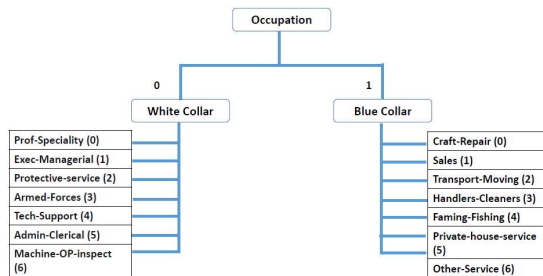 Occupation
0
1
White Collar
Blue Collar
Prof-Speciality (0)
Exec-Managerial (1)
Protective-service (2)
Armed-Forces (3)
Tech-Support (4)
Admin-Clerical (5)
Machine-OP-inspect
(6)
Craft-Repair (0)
Sales (1)
Transport-Moving (2)
Handlers-Cleaners (3)
Faming-Fishing (4)
Private-house-service
(5)
Other-Service (6)